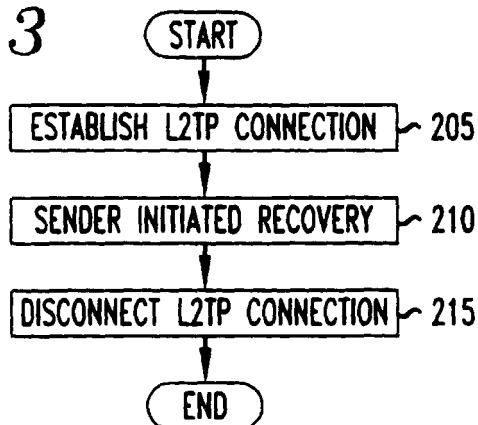 3
START
ESTABLISH L2TP CONNECTION 205
SENDER INITIATED RECOVERY 210
DISCONNECT L2TP CONNECTION 215
END